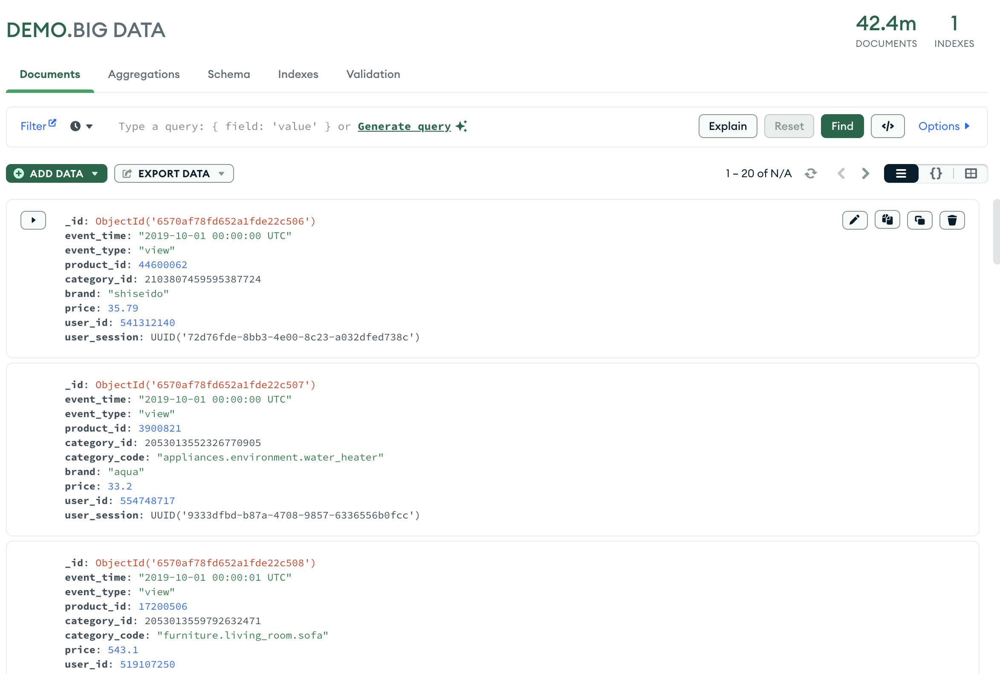 DEMO.BIG DATA
42.4m
DOCUMENTS
1
INDEXES
Documents Aggregations Schema Indexes Validation
Filter Type a query: { field: 'value' } or Generate query Explain Reset Find </> Options
ADD DATA EXPORT DATA 1 – 20 of N/A {}
_id: ObjectId('6570af78fd652a1fde22c506')
event_time: "2019-10-01 00:00:00 UTC"
event_type: "view"
product_id: 44600062
category_id: 2103807459595387724
brand: "shiseido"
price: 35.79
user_id: 541312140
user_session: UUID('72d76fde-8bb3-4e00-8c23-a032dfed738c')
_id: ObjectId('6570af78fd652a1fde22c507')
event_time: "2019-10-01 00:00:00 UTC"
event_type: "view"
product_id: 3900821
category_id: 2053013552326770905
category_code: "appliances.environment.water_heater"
brand: "aqua"
price: 33.2
user_id: 554748717
user_session: UUID('9333dfbd-b87a-4708-9857-6336556b0fcc')
_id: ObjectId('6570af78fd652a1fde22c508')
event_time: "2019-10-01 00:00:01 UTC"
event_type: "view"
product_id: 17200506
category_id: 2053013559792632471
category_code: "furniture.living_room.sofa"
price: 543.1
user_id: 519107250